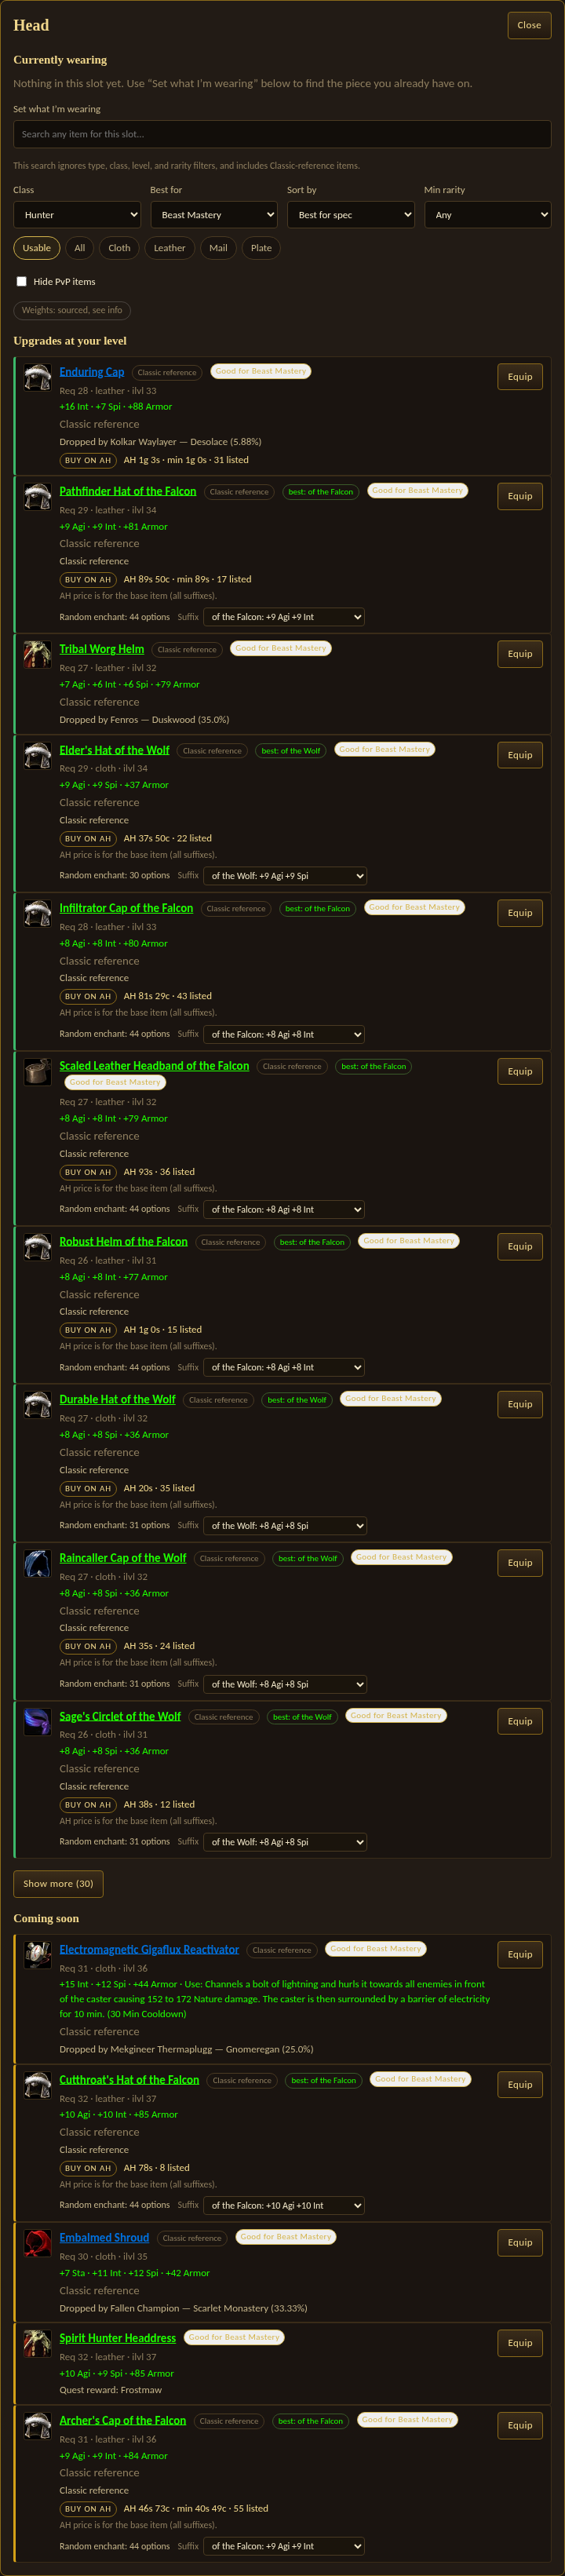 Head
Close
Currently wearing
Nothing in this slot yet. Use "Set what I'm wearing" below to find the piece you already have on.
Set what I'm wearing
Search any item for this slot...
This search ignores type, class, level, and rarity filters, and includes Classic-reference items.
Class Best for Sort by Min rarity
Hunter Beast Mastery Best for spec Any
Usable All Cloth Leather Mail Plate
Hide PvP items
Weights: sourced, see info
Upgrades at your level
Enduring Cap Classic reference Good for Beast Mastery Equip
Req 28 · leather · ilvl 33
+16 Int · +7 Spi · +88 Armor
Classic reference
Dropped by Kolkar Waylayer — Desolace (5.88%)
BUY ON AH AH 1g 3s · min 1g 0s · 31 listed
Pathfinder Hat of the Falcon Classic reference best: of the Falcon Good for Beast Mastery Equip
Req 29 · leather · ilvl 34
+9 Agi · +9 Int · +81 Armor
Classic reference
Classic reference
BUY ON AH AH 89s 50c · min 89s · 17 listed
AH price is for the base item (all suffixes).
Random enchant: 44 options Suffix of the Falcon: +9 Agi +9 Int
Tribal Worg Helm Classic reference Good for Beast Mastery Equip
Req 27 · leather · ilvl 32
+7 Agi · +6 Int · +6 Spi · +79 Armor
Classic reference
Dropped by Fenros — Duskwood (35.0%)
Elder's Hat of the Wolf Classic reference best: of the Wolf Good for Beast Mastery Equip
Req 29 · cloth · ilvl 34
+9 Agi · +9 Spi · +37 Armor
Classic reference
Classic reference
BUY ON AH AH 37s 50c · 22 listed
AH price is for the base item (all suffixes).
Random enchant: 30 options Suffix of the Wolf: +9 Agi +9 Spi
Infiltrator Cap of the Falcon Classic reference best: of the Falcon Good for Beast Mastery Equip
Req 28 · leather · ilvl 33
+8 Agi · +8 Int · +80 Armor
Classic reference
Classic reference
BUY ON AH AH 81s 29c · 43 listed
AH price is for the base item (all suffixes).
Random enchant: 44 options Suffix of the Falcon: +8 Agi +8 Int
Scaled Leather Headband of the Falcon Classic reference best: of the Falcon Equip
Good for Beast Mastery
Req 27 · leather · ilvl 32
+8 Agi · +8 Int · +79 Armor
Classic reference
Classic reference
BUY ON AH AH 93s · 36 listed
AH price is for the base item (all suffixes).
Random enchant: 44 options Suffix of the Falcon: +8 Agi +8 Int
Robust Helm of the Falcon Classic reference best: of the Falcon Good for Beast Mastery Equip
Req 26 · leather · ilvl 31
+8 Agi · +8 Int · +77 Armor
Classic reference
Classic reference
BUY ON AH AH 1g 0s · 15 listed
AH price is for the base item (all suffixes).
Random enchant: 44 options Suffix of the Falcon: +8 Agi +8 Int
Durable Hat of the Wolf Classic reference best: of the Wolf Good for Beast Mastery Equip
Req 27 · cloth · ilvl 32
+8 Agi · +8 Spi · +36 Armor
Classic reference
Classic reference
BUY ON AH AH 20s · 35 listed
AH price is for the base item (all suffixes).
Random enchant: 31 options Suffix of the Wolf: +8 Agi +8 Spi
Raincaller Cap of the Wolf Classic reference best: of the Wolf Good for Beast Mastery Equip
Req 27 · cloth · ilvl 32
+8 Agi · +8 Spi · +36 Armor
Classic reference
Classic reference
BUY ON AH AH 35s · 24 listed
AH price is for the base item (all suffixes).
Random enchant: 31 options Suffix of the Wolf: +8 Agi +8 Spi
Sage's Circlet of the Wolf Classic reference best: of the Wolf Good for Beast Mastery Equip
Req 26 · cloth · ilvl 31
+8 Agi · +8 Spi · +36 Armor
Classic reference
Classic reference
BUY ON AH AH 38s · 12 listed
AH price is for the base item (all suffixes).
Random enchant: 31 options Suffix of the Wolf: +8 Agi +8 Spi
Show more (30)
Coming soon
Electromagnetic Gigaflux Reactivator Classic reference Good for Beast Mastery Equip
Req 31 · cloth · ilvl 36
+15 Int · +12 Spi · +44 Armor · Use: Channels a bolt of lightning and hurls it towards all enemies in front
of the caster causing 152 to 172 Nature damage. The caster is then surrounded by a barrier of electricity
for 10 min. (30 Min Cooldown)
Classic reference
Dropped by Mekgineer Thermaplugg — Gnomeregan (25.0%)
Cutthroat's Hat of the Falcon Classic reference best: of the Falcon Good for Beast Mastery Equip
Req 32 · leather · ilvl 37
+10 Agi · +10 Int · +85 Armor
Classic reference
Classic reference
BUY ON AH AH 78s · 8 listed
AH price is for the base item (all suffixes).
Random enchant: 44 options Suffix of the Falcon: +10 Agi +10 Int
Embalmed Shroud Classic reference Good for Beast Mastery Equip
Req 30 · cloth · ilvl 35
+7 Sta · +11 Int · +12 Spi · +42 Armor
Classic reference
Dropped by Fallen Champion — Scarlet Monastery (33.33%)
Spirit Hunter Headdress Good for Beast Mastery Equip
Req 32 · leather · ilvl 37
+10 Agi · +9 Spi · +85 Armor
Quest reward: Frostmaw
Archer's Cap of the Falcon Classic reference best: of the Falcon Good for Beast Mastery Equip
Req 31 · leather · ilvl 36
+9 Agi · +9 Int · +84 Armor
Classic reference
Classic reference
BUY ON AH AH 46s 73c · min 40s 49c · 55 listed
AH price is for the base item (all suffixes).
Random enchant: 44 options Suffix of the Falcon: +9 Agi +9 Int